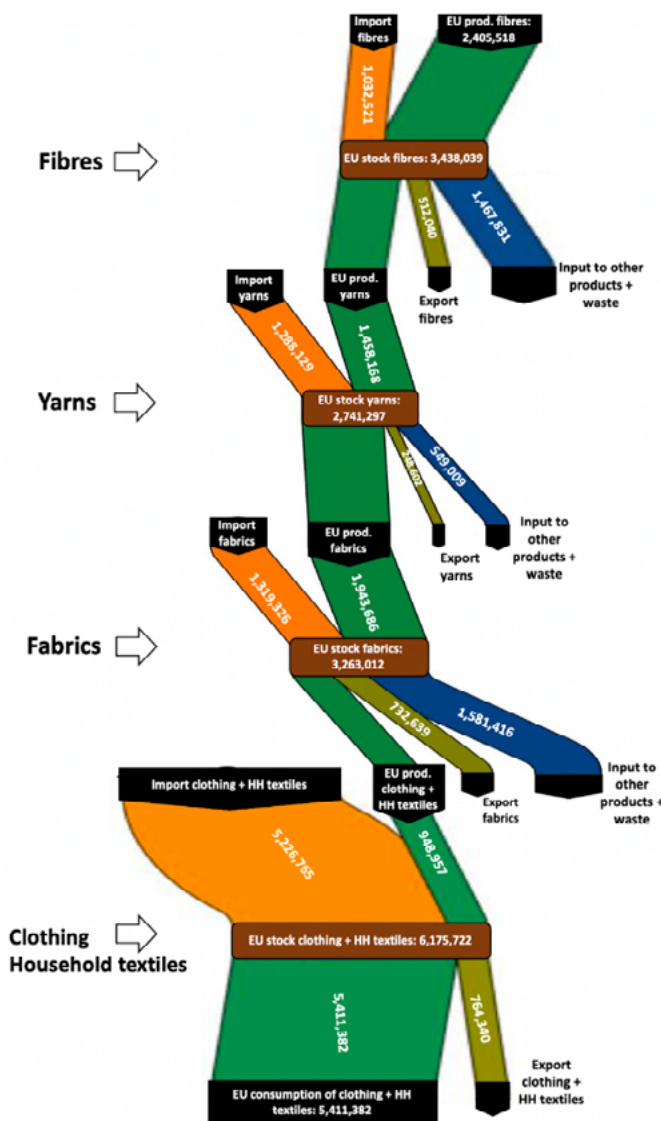 Import
fibres
EU prod. fibres:
2,405,518
1,032,521
Fibres
EU stock fibres: 3,438,039
512,040
1,467,831
Import
yarns
EU prod.
yarns
Export
fibres
Input to other
products +
waste
1,288,129
1,458,168
Yarns
EU stock yarns:
2,741,297
248,602
549,009
Import
fabrics
EU prod.
fabrics
Export
yarns
Input to
other
products +
waste
1,319,326
1,943,686
Fabrics
EU stock fabrics:
3,263,012
732,639
1,581,416
Import clothing + HH textiles
EU prod.
clothing +
HH textiles
Export
fabrics
Input to
other
products +
waste
5,226,765
948,957
Clothing
Household textiles
EU stock clothing + HH textiles: 6,175,722
5,411,382
764,340
EU consumption of clothing + HH
textiles: 5,411,382
Export
clothing +
HH textiles